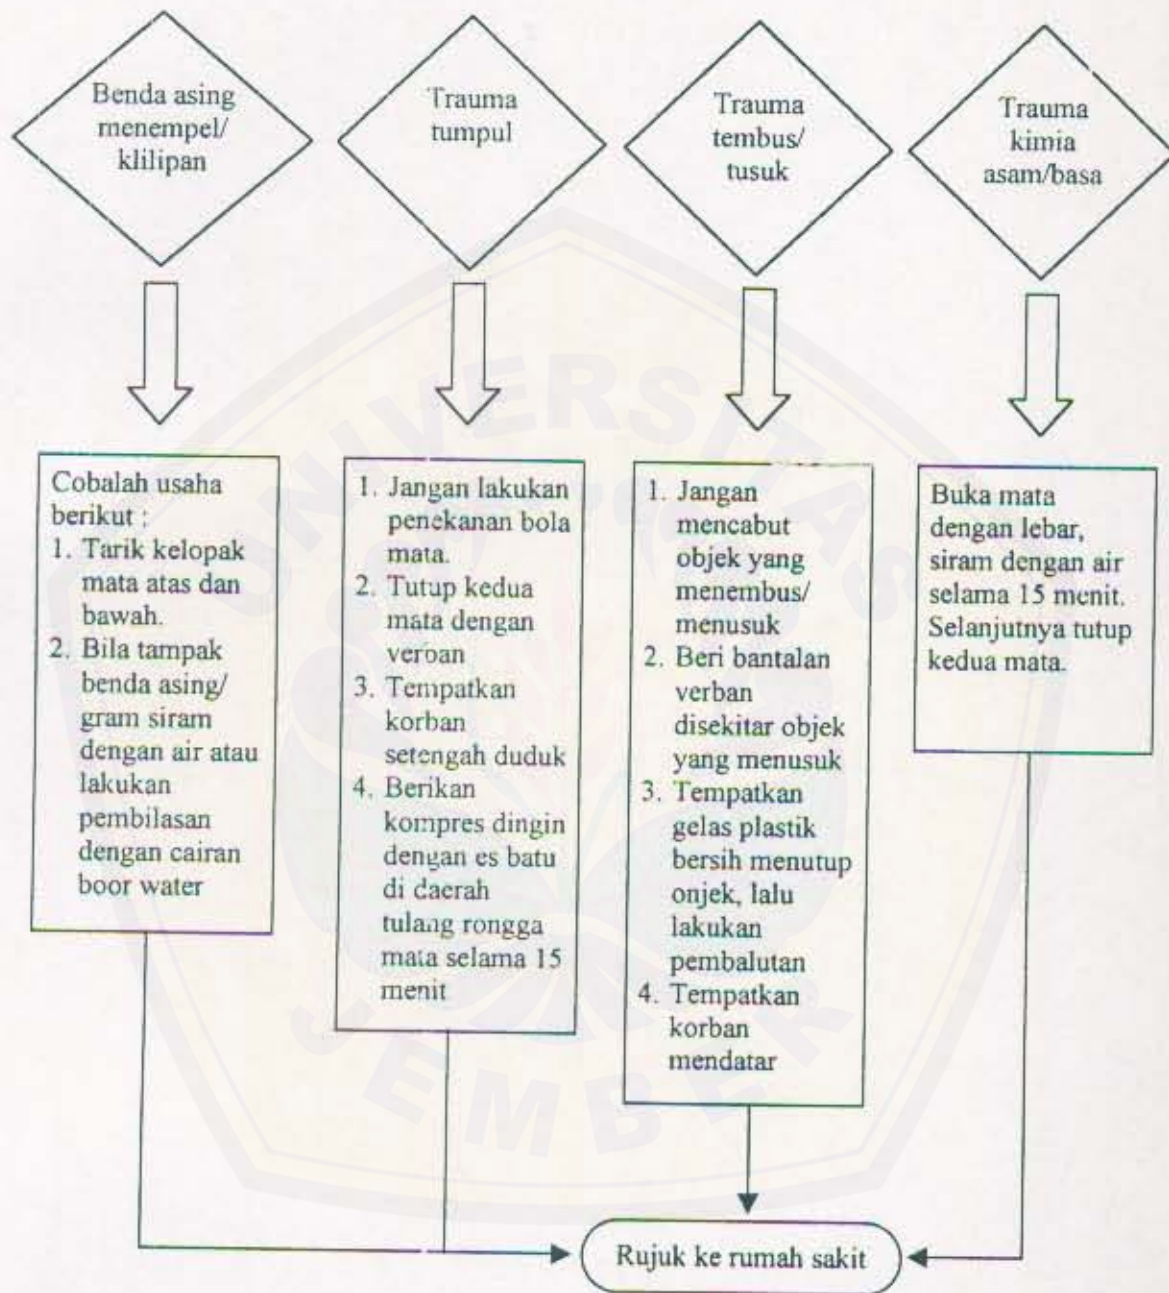 Benda asing
menempel/
klilipan
Trauma
tumpul
Trauma
tembus/
tusuk
Trauma
kimia
asam/basa
Cobalah usaha
berikut :
1. Tarik kelopak
mata atas dan
bawah.
2. Bila tampak
benda asing/
gram siram
dengan air atau
lakukan
pembilasan
dengan cairan
boor water
1. Jangan lakukan
penekanan bola
mata.
2. Tutup kedua
mata dengan
verban
3. Tempatkan
korban
setengah duduk
4. Berikan
kompres dingin
dengan es batu
di daerah
tulang rongga
mata selama 15
menit
1. Jangan
mencabut
objek yang
menembus/
menusuk
2. Beri bantalan
verban
disekitar objek
yang menusuk
3. Tempatkan
gelas plastik
bersih menutup
onjek, lalu
lakukan
pembalutan
4. Tempatkan
korban
mendatar
Buka mata
dengan lebar,
siram dengan air
selama 15 menit.
Selanjutnya tutup
kedua mata.
Rujuk ke rumah sakit
UNIVERSITAS
JEMBER